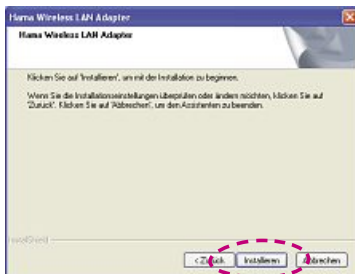 Hama Wireless LAN Adapter
Hama Wireless LAN Adapter
Klicken Sie auf 'Installieren', um mit der Installation zu beginnen.
Wenn Sie die Installationseinstellungen überprüfen oder ändern möchten, klicken Sie auf
'Zurück'. Klicken Sie auf 'Abbrechen', um den Assistenten zu beenden.
InstallShield
< Zurück Installieren Abbrechen